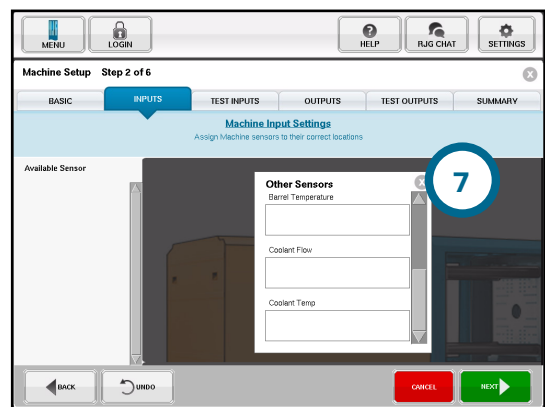 MENU
LOGIN
HELP
RJG CHAT
SETTINGS
Machine Setup Step 2 of 6
BASIC
INPUTS
TEST INPUTS
OUTPUTS
TEST OUTPUTS
SUMMARY
Machine Input Settings
Assign Machine sensors to their correct locations
Available Sensor
Other Sensors
7
Barrel Temperature
Coolant Flow
Coolant Temp
BACK
UNDO
CANCEL
NEXT